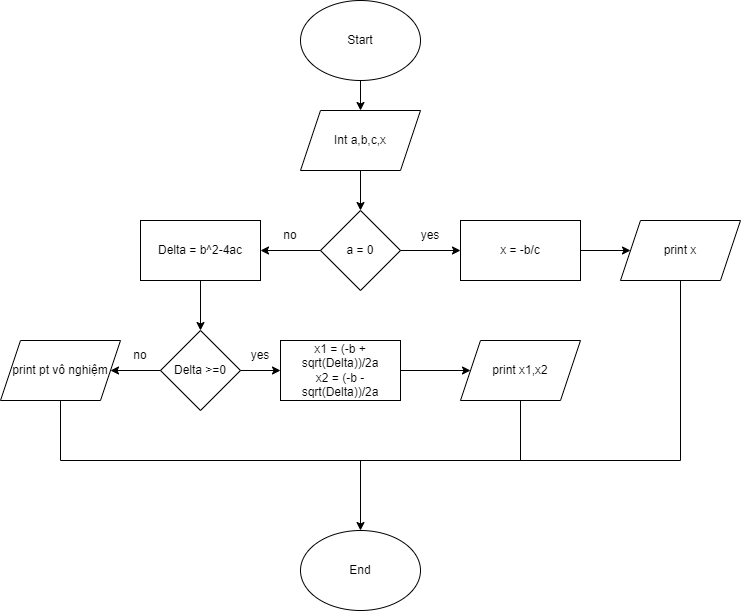 Start
Int a,b,c,x
no
yes
Delta = b^2-4ac
a = 0
x = -b/c
print x
no
yes
print pt vô nghiệm
Delta >=0
x1 = (-b +
sqrt(Delta))/2a
x2 = (-b -
sqrt(Delta))/2a
print x1,x2
End